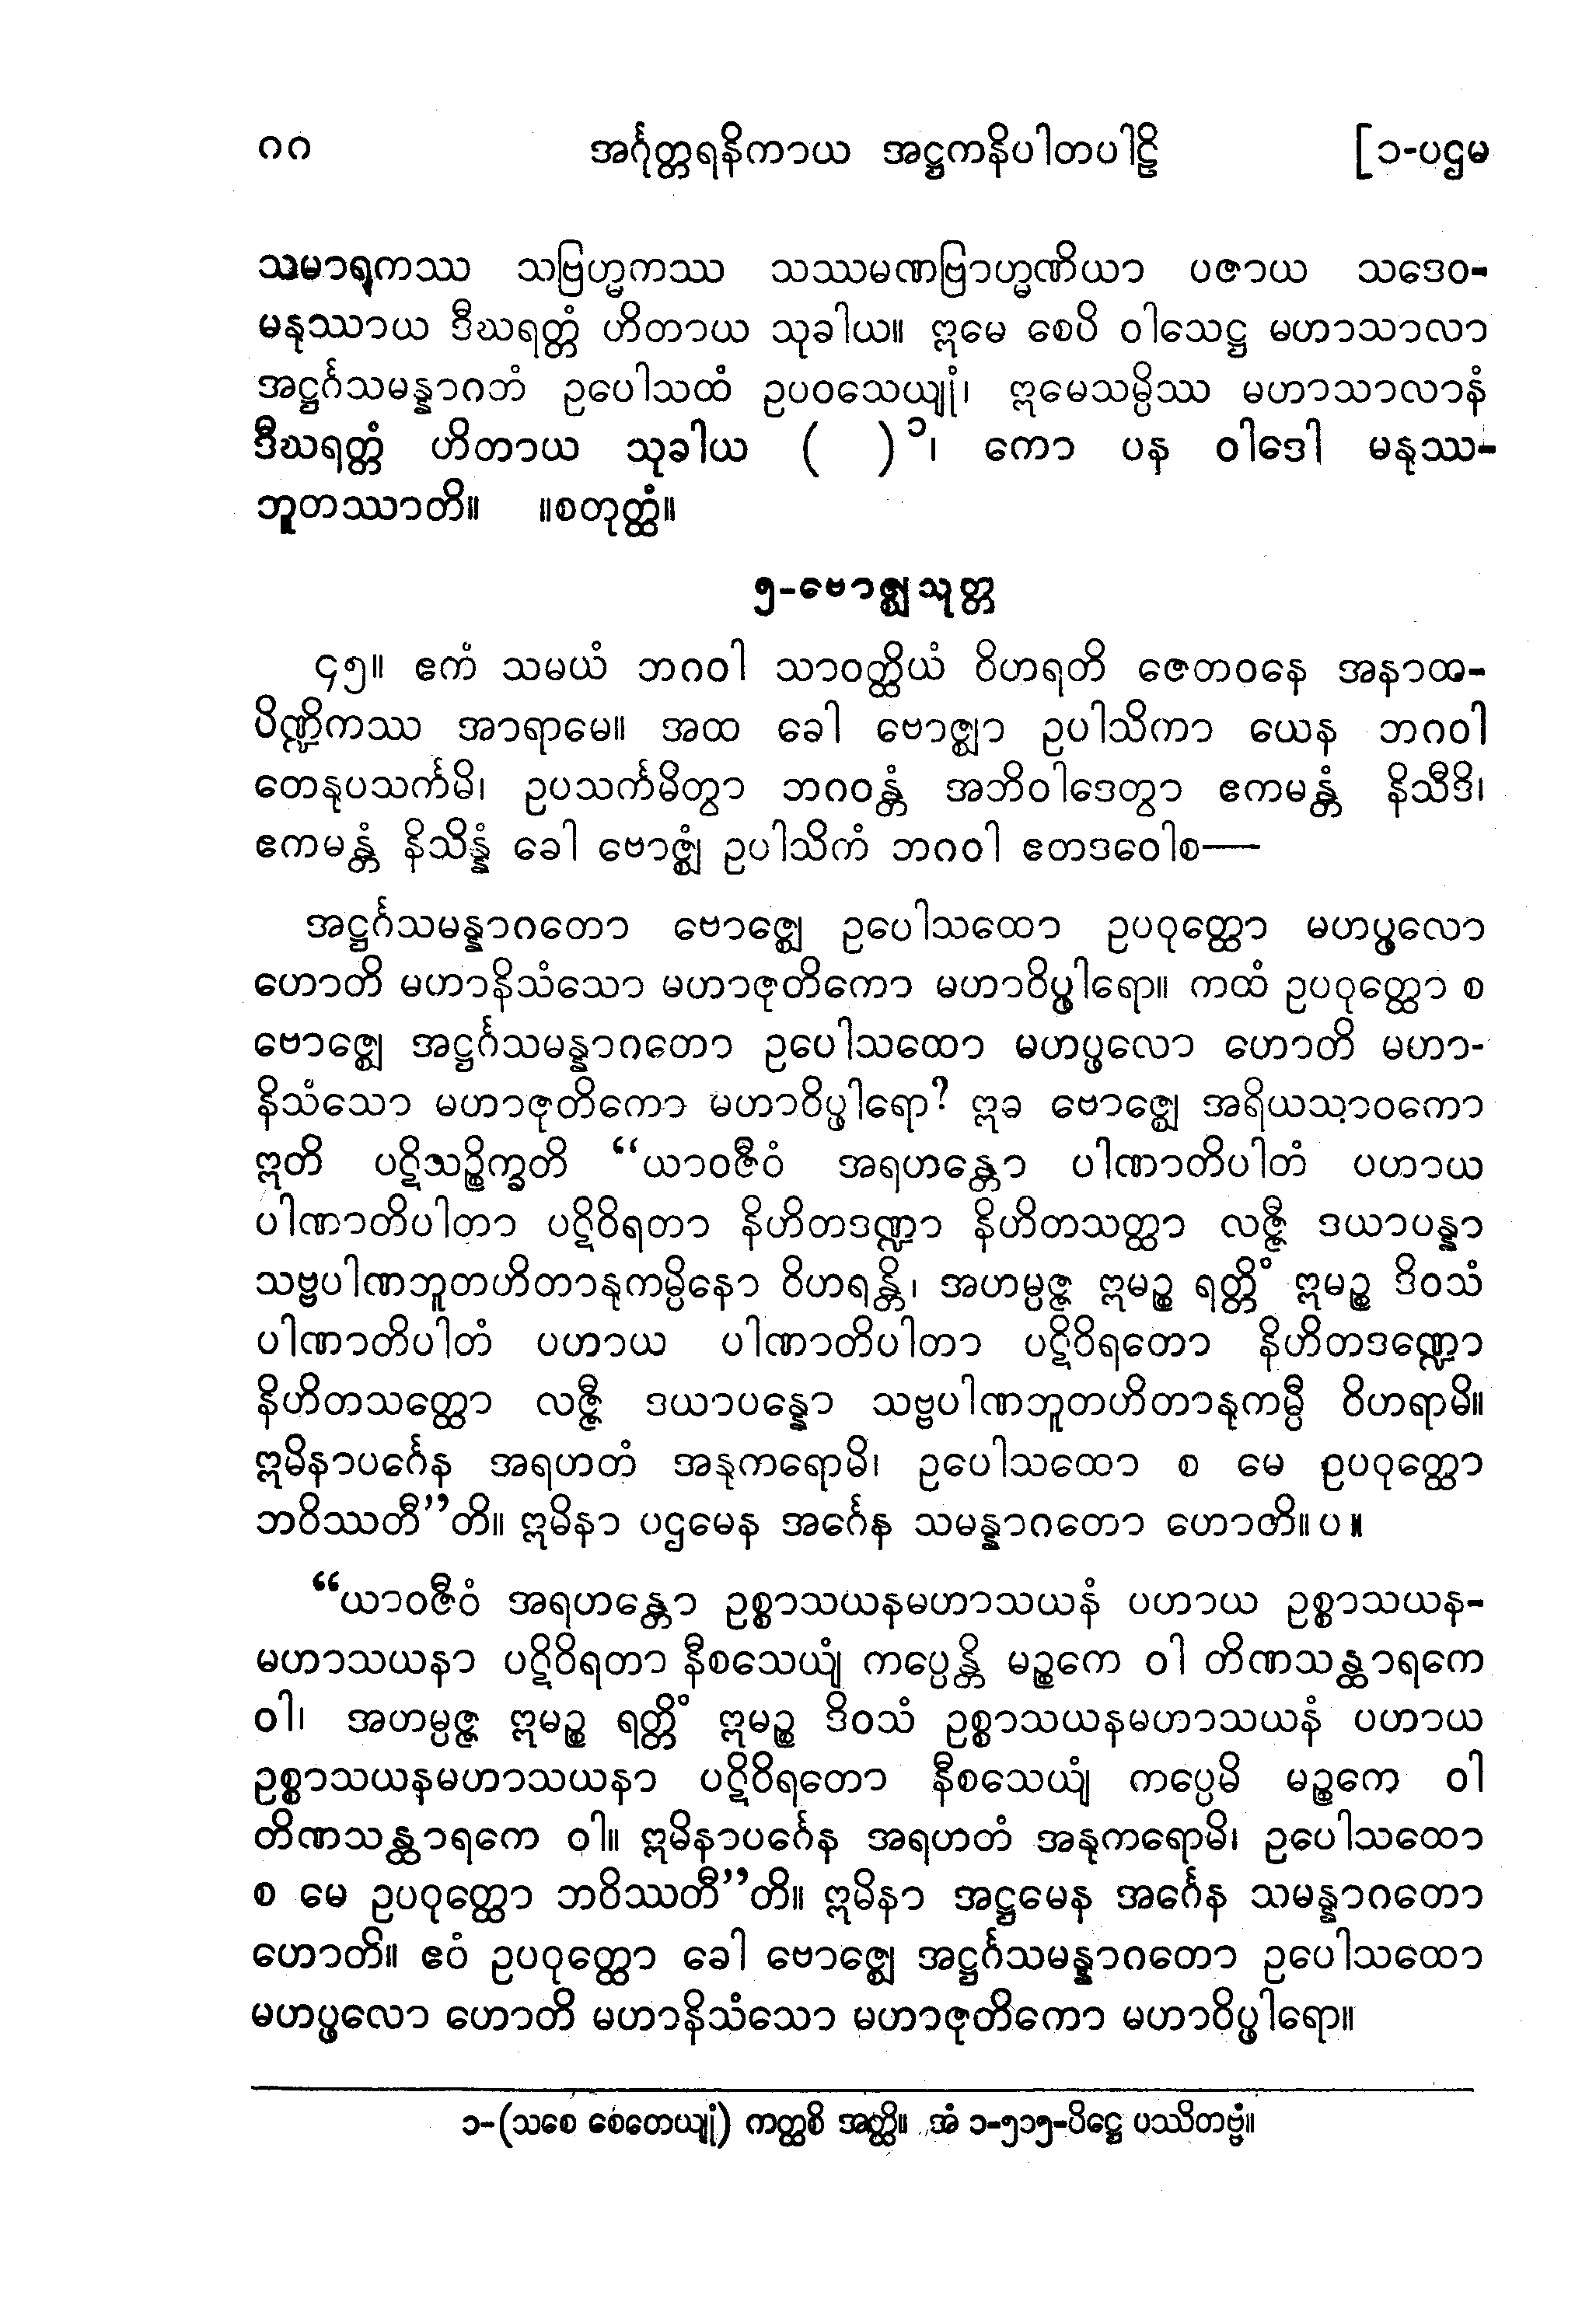 ဂဂ အင်္ဂုတ္တရနိကာယ အဋ္ဌကနိပါတပါဠိ [၁-ပဌမ
သမာရကဿ သဗြဟ္မကဿ သဿမဏဗြာဟ္မဏိယာ ပဇာယ သဒေဝ-
မနုဿာယ ဒီဃရတ္တံ ဟိတာယ သုခါယ။ ဣမေ စေပိ ဝါသေဋ္ဌ မဟာသာလာ
အဋ္ဌင်္ဂသမန္နာဂတံ ဥပေါသထံ ဥပဝသေယျုံ၊ ဣမေသမ္ပိဿ မဟာသာလာနံ
ဒီဃရတ္တံ ဟိတာယ သုခါယ ( )၁၊ ကော ပန ဝါဒေါ မနုဿ-
ဘူတဿာတိ။ ။စတုတ္ထံ။
၅-ဗောဇ္ဈသုတ္တ
၄၅။ ဧကံ သမယံ ဘဂဝါ သာဝတ္ထိယံ ဝိဟရတိ ဇေတဝနေ အနာထ-
ပိဏ္ဍိကဿ အာရာမေ။ အထ ခေါ ဗောဇ္ဈာ ဥပါသိကာ ယေန ဘဂဝါ
တေနုပသင်္ကမိ၊ ဥပသင်္ကမိတွာ ဘဂဝန္တံ အဘိဝါဒေတွာ ဧကမန္တံ နိသီဒိ၊
ဧကမန္တံ နိသိန္နံ ခေါ ဗောဇ္ဈံ ဥပါသိကံ ဘဂဝါ ဧတဒဝေါစ—
အဋ္ဌင်္ဂသမန္နာဂတော ဗောဇ္ဈေ ဥပေါသထော ဥပဝုတ္ထော မဟပ္ဖလော
ဟောတိ မဟာနိသံသော မဟာဇုတိကော မဟာဝိပ္ဖါရော။ ကထံ ဥပဝုတ္ထော စ
ဗောဇ္ဈေ အဋ္ဌင်္ဂသမန္နာဂတော ဥပေါသထော မဟပ္ဖလော ဟောတိ မဟာ-
နိသံသော မဟာဇုတိကော မဟာဝိပ္ဖါရော? ဣဓ ဗောဇ္ဈေ အရိယသာဝကော
ဣတိ ပဋိသဉ္စိက္ခတိ “ယာဝဇီဝံ အရဟန္တော ပါဏာတိပါတံ ပဟာယ
ပါဏာတိပါတာ ပဋိဝိရတာ နိဟိတဒဏ္ဍာ နိဟိတသတ္ထာ လဇ္ဇီ ဒယာပန္နာ
သဗ္ဗပါဏဘူတဟိတာနုကမ္ပိနော ဝိဟရန္တိ၊ အဟမ္ပဇ္ဇ ဣမဉ္စ ရတ္တိံ ဣမဉ္စ ဒိဝသံ
ပါဏာတိပါတံ ပဟာယ ပါဏာတိပါတာ ပဋိဝိရတော နိဟိတဒဏ္ဍော
နိဟိတသတ္ထော လဇ္ဇီ ဒယာပန္နော သဗ္ဗပါဏဘူတဟိတာနုကမ္ပီ ဝိဟရာမိ။
ဣမိနာပင်္ဂေန အရဟတံ အနုကရောမိ၊ ဥပေါသထော စ မေ ဥပဝုတ္ထော
ဘဝိဿတီ”တိ။ ဣမိနာ ပဌမေန အင်္ဂေန သမန္နာဂတော ဟောတိ။ ပ။
“ယာဝဇီဝံ အရဟန္တော ဥစ္စာသယနမဟာသယနံ ပဟာယ ဥစ္စာသယန-
မဟာသယနာ ပဋိဝိရတာ နီစသေယျံ ကပ္ပေန္တိ မဉ္စကေ ဝါ တိဏသန္ထာရကေ
ဝါ၊ အဟမ္ပဇ္ဇ ဣမဉ္စ ရတ္တိံ ဣမဉ္စ ဒိဝသံ ဥစ္စာသယနမဟာသယနံ ပဟာယ
ဥစ္စာသယနမဟာသယနာ ပဋိဝိရတော နီစသေယျံ ကပ္ပေမိ မဉ္စကေ ဝါ
တိဏသန္ထာရကေ ဝါ။ ဣမိနာပင်္ဂေန အရဟတံ အနုကရောမိ၊ ဥပေါသထော
စ မေ ဥပဝုတ္ထော ဘဝိဿတီ”တိ။ ဣမိနာ အဋ္ဌမေန အင်္ဂေန သမန္နာဂတော
ဟောတိ။ ဧဝံ ဥပဝုတ္ထော ခေါ ဗောဇ္ဈေ အဋ္ဌင်္ဂသမန္နာဂတော ဥပေါသထော
မဟပ္ဖလော ဟောတိ မဟာနိသံသော မဟာဇုတိကော မဟာဝိပ္ဖါရော။
၁-(သစေ စေတေယျုံ) ကတ္ထစိ အတ္ထိ။ အံ ၁-၅၁၅-ပိဋ္ဌေ ပဿိတဗ္ဗံ။